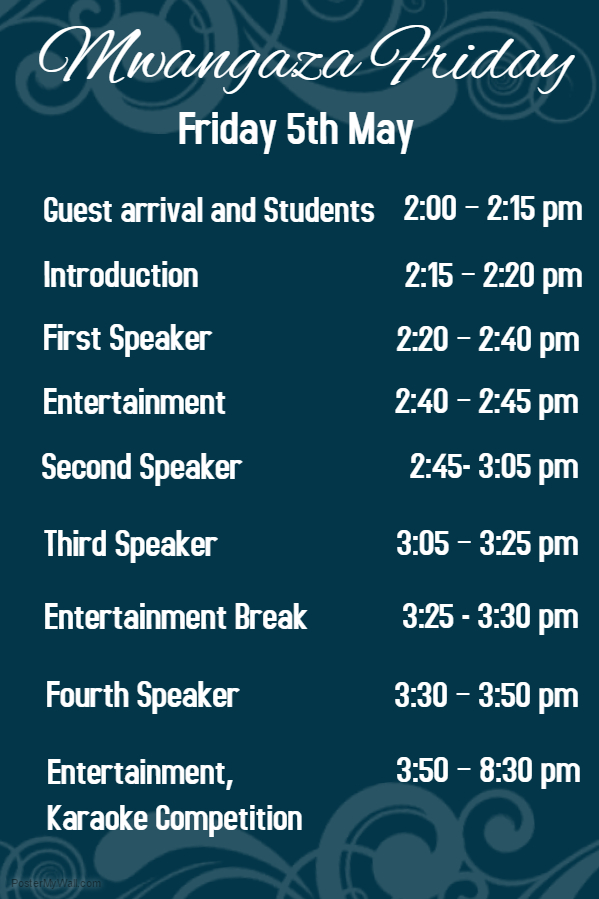 Mwangaza Friday
Friday 5th May
Guest arrival and Students 2:00 – 2:15 pm
Introduction 2:15 – 2:20 pm
First Speaker 2:20 – 2:40 pm
Entertainment 2:40 – 2:45 pm
Second Speaker 2:45- 3:05 pm
Third Speaker 3:05 – 3:25 pm
Entertainment Break 3:25 - 3:30 pm
Fourth Speaker 3:30 – 3:50 pm
Entertainment, 3:50 – 8:30 pm
Karaoke Competition
PosterMyWall.com